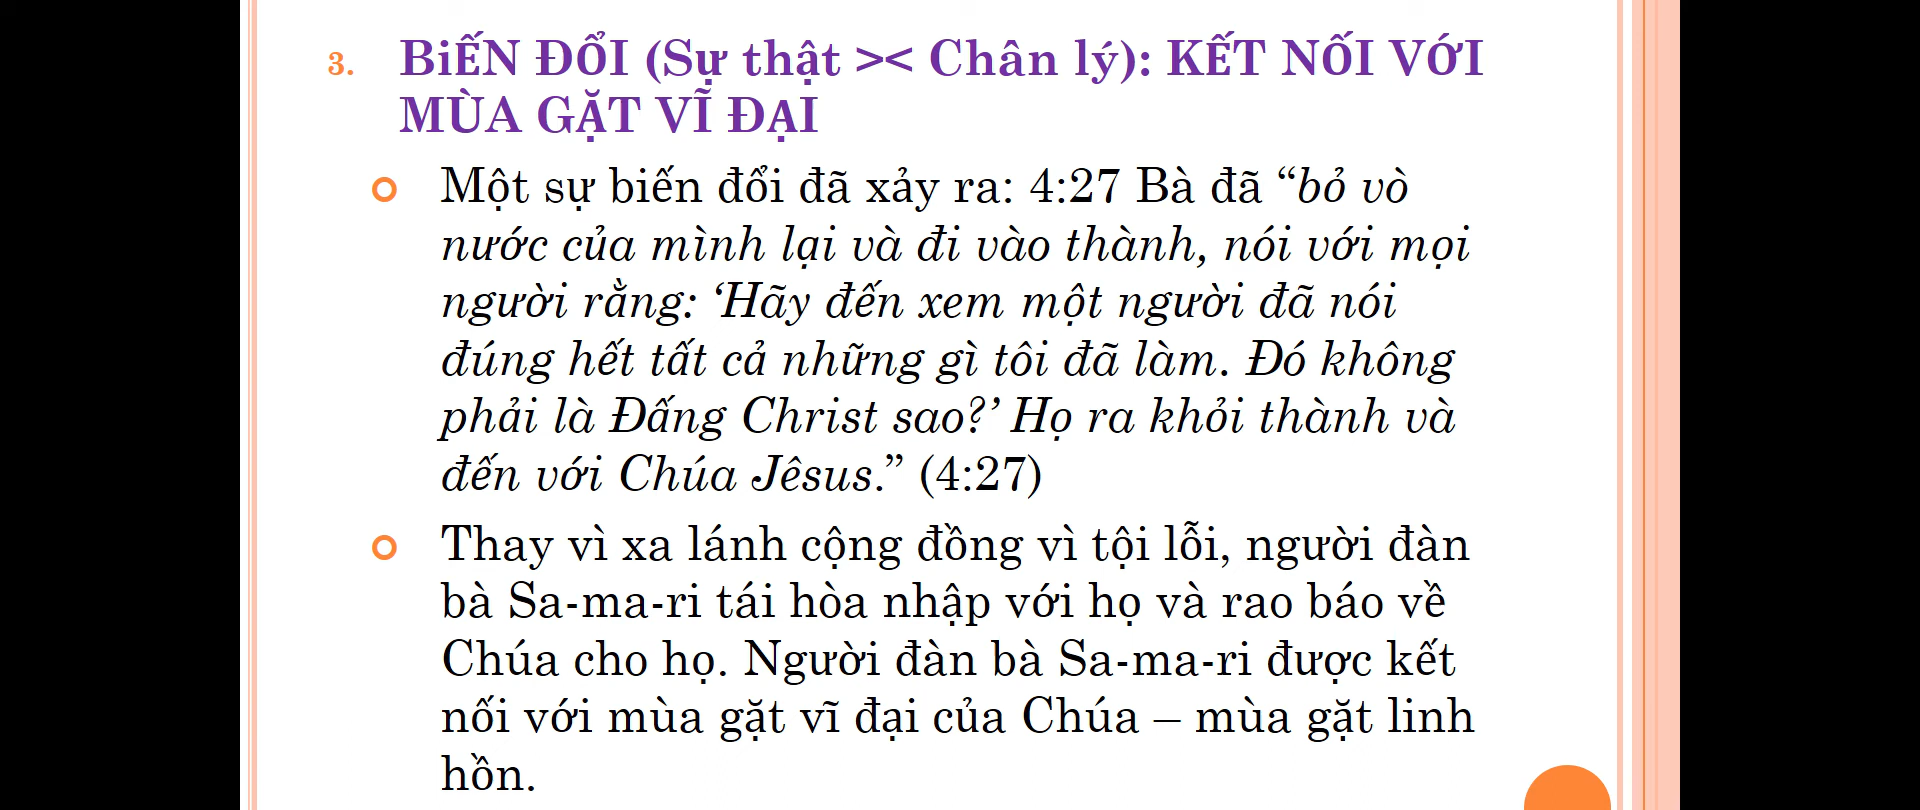 3. BiẾN ĐỔI (Sự thật >< Chân lý): KẾT NỐI VỚI
MÙA GẶT VĨ ĐẠI
Một sự biến đổi đã xảy ra: 4:27 Bà đã “bỏ vò
nước của mình lại và đi vào thành, nói với mọi
người rằng: ‘Hãy đến xem một người đã nói
đúng hết tất cả những gì tôi đã làm. Đó không
phải là Đấng Christ sao?’ Họ ra khỏi thành và
đến với Chúa Jêsus.” (4:27)
Thay vì xa lánh cộng đồng vì tội lỗi, người đàn
bà Sa-ma-ri tái hòa nhập với họ và rao báo về
Chúa cho họ. Người đàn bà Sa-ma-ri được kết
nối với mùa gặt vĩ đại của Chúa – mùa gặt linh
hồn.